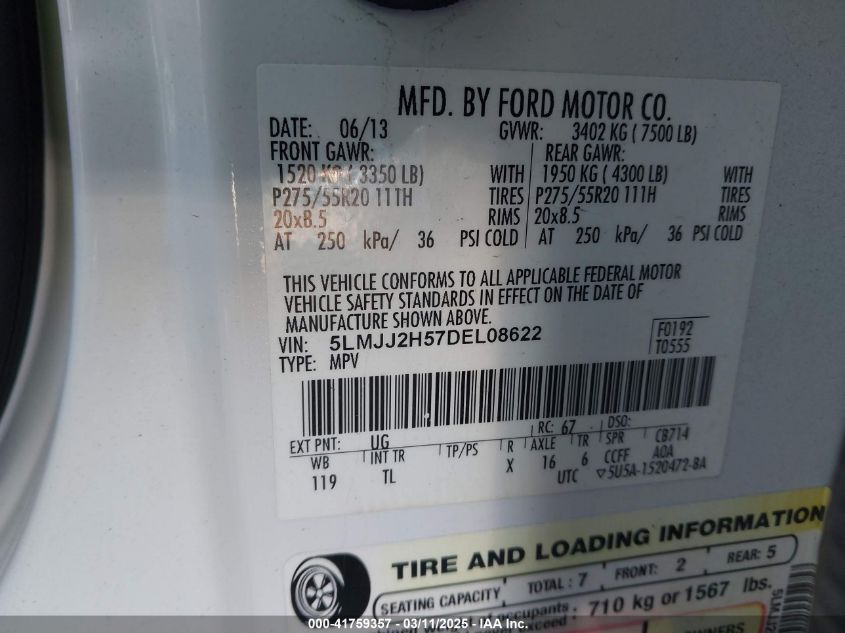 MFD. BY FORD MOTOR CO.
DATE: 06/13 GVWR: 3402 KG ( 7500 LB)
FRONT GAWR: REAR GAWR:
1520 KG ( 3350 LB) WITH 1950 KG ( 4300 LB) WITH
P275/55R20 111H TIRES P275/55R20 111H TIRES
20x8.5 RIMS 20x8.5 RIMS
AT 250 kPa/ 36 PSI COLD AT 250 kPa/ 36 PSI COLD
THIS VEHICLE CONFORMS TO ALL APPLICABLE FEDERAL MOTOR
VEHICLE SAFETY STANDARDS IN EFFECT ON THE DATE OF
MANUFACTURE SHOWN ABOVE.
VIN: 5LMJJ2H57DEL08622 F0192
TYPE: MPV T0555
EXT PNT: UG RC: 67 DSO:
WB INT TR TP/PS R AXLE TR SPR CB714
119 TL X 16 6 CCFF AOA
UTC ▽5U5A-1520472-BA
TIRE AND LOADING INFORMATION
SEATING CAPACITY TOTAL : 7 FRONT: 2 REAR: 5
occupants 710 kg or 1567 lbs.
exceed :
OWNERS
5LMJJ2
#41759357 - 03/11/2025 - IAA Inc.